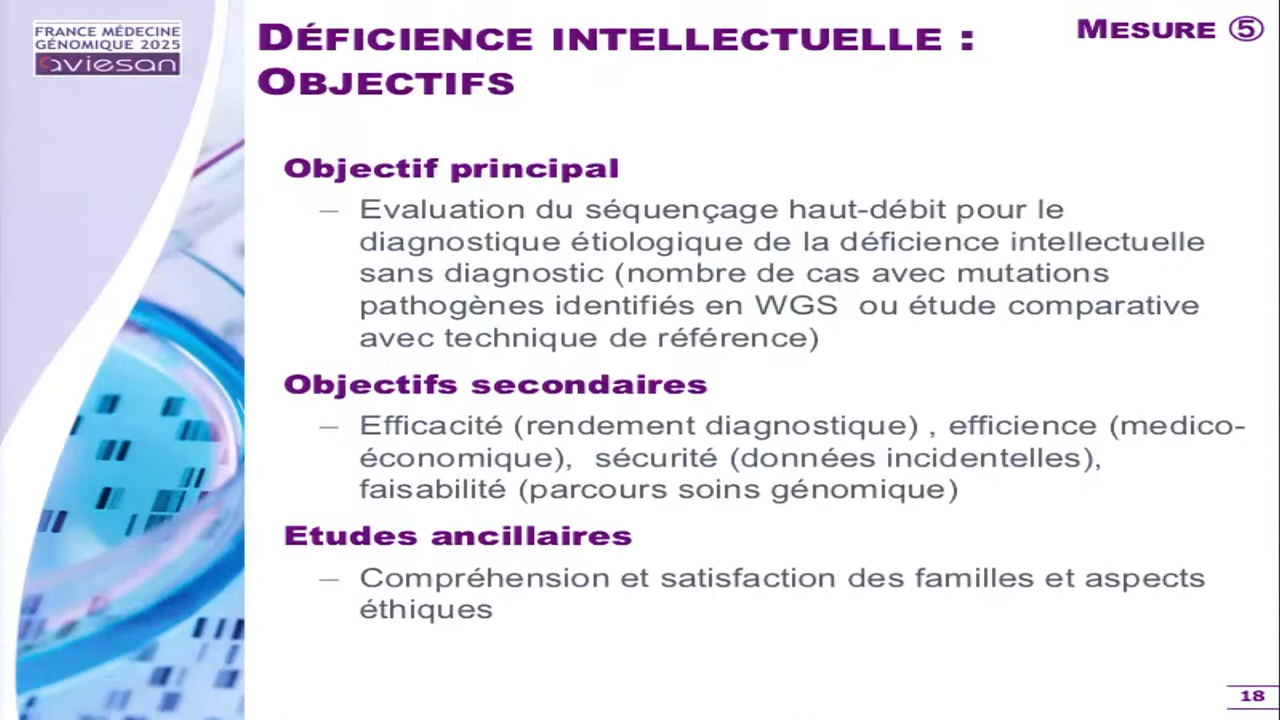 FRANCE MÉDECINE
GÉNOMIQUE 2025
aviesan
DÉFICIENCE INTELLECTUELLE :
OBJECTIFS
MESURE ⑤
Objectif principal
– Evaluation du séquençage haut-débit pour le
diagnostique étiologique de la déficience intellectuelle
sans diagnostic (nombre de cas avec mutations
pathogènes identifiés en WGS ou étude comparative
avec technique de référence)
Objectifs secondaires
– Efficacité (rendement diagnostique) , efficience (medico-
économique), sécurité (données incidentelles),
faisabilité (parcours soins génomique)
Etudes ancillaires
– Compréhension et satisfaction des familles et aspects
éthiques
18